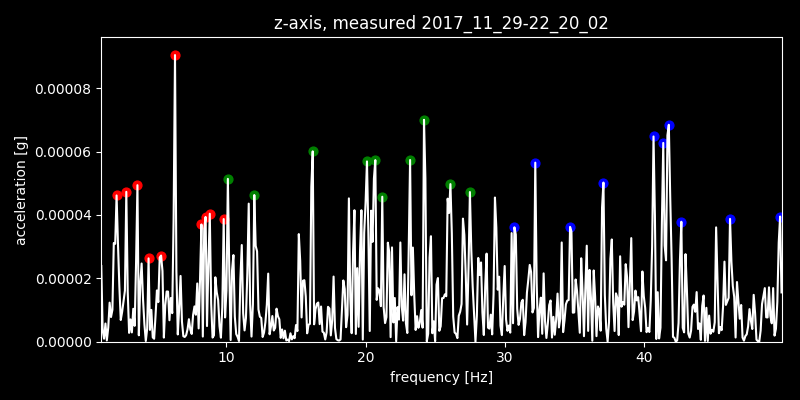 z-axis, measured 2017_11_29-22_20_02
acceleration [g]
0.00008
0.00006
0.00004
0.00002
0.00000
10 20 30 40
frequency [Hz]